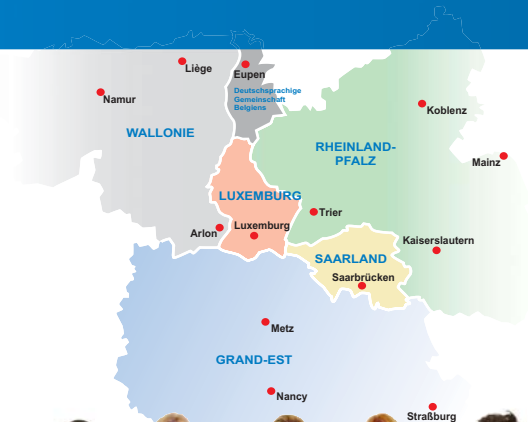 Liège
Eupen
Deutschsprachige
Gemeinschaft
Belgiens
Namur
Koblenz
WALLONIE
RHEINLAND-
PFALZ
Mainz
LUXEMBURG
Trier
Arlon
Luxemburg
Kaiserslautern
SAARLAND
Saarbrücken
Metz
GRAND-EST
Nancy
Straßburg